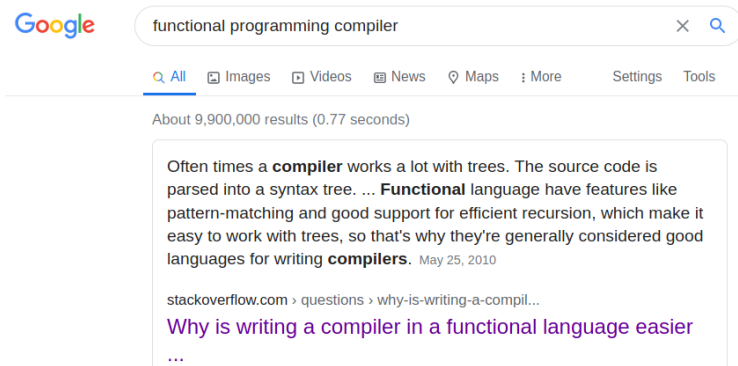 Google functional programming compiler
All Images Videos News Maps More Settings Tools
About 9,900,000 results (0.77 seconds)
Often times a compiler works a lot with trees. The source code is
parsed into a syntax tree. ... Functional language have features like
pattern-matching and good support for efficient recursion, which make it
easy to work with trees, so that's why they're generally considered good
languages for writing compilers. May 25, 2010
stackoverflow.com › questions › why-is-writing-a-compil...
Why is writing a compiler in a functional language easier
...